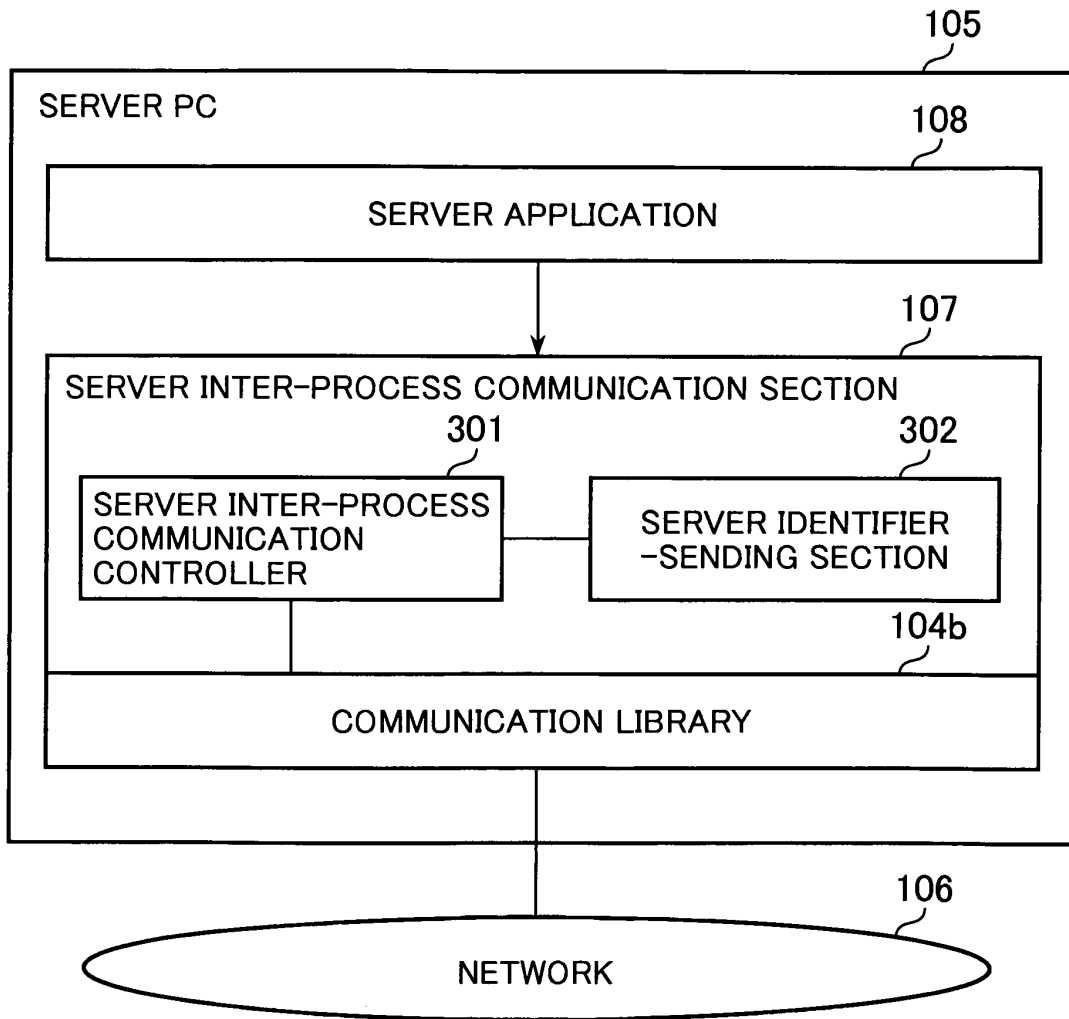 105
SERVER PC
108
SERVER APPLICATION
107
SERVER INTER-PROCESS COMMUNICATION SECTION
301
302
SERVER INTER-PROCESS
COMMUNICATION
CONTROLLER
SERVER IDENTIFIER
-SENDING SECTION
104b
COMMUNICATION LIBRARY
106
NETWORK